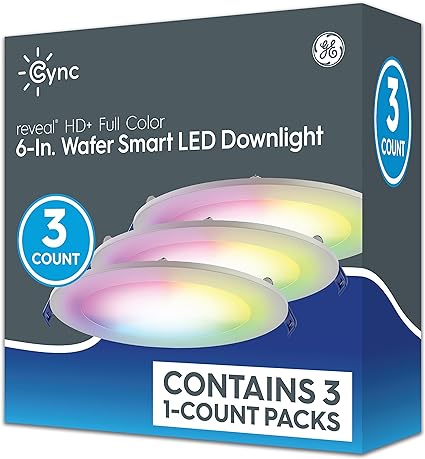 Cync
GE
reveal® HD+ Full Color
6-In. Wafer Smart LED Downlight
3
COUNT
3
COUNT
CONTAINS 3
1-COUNT PACKS